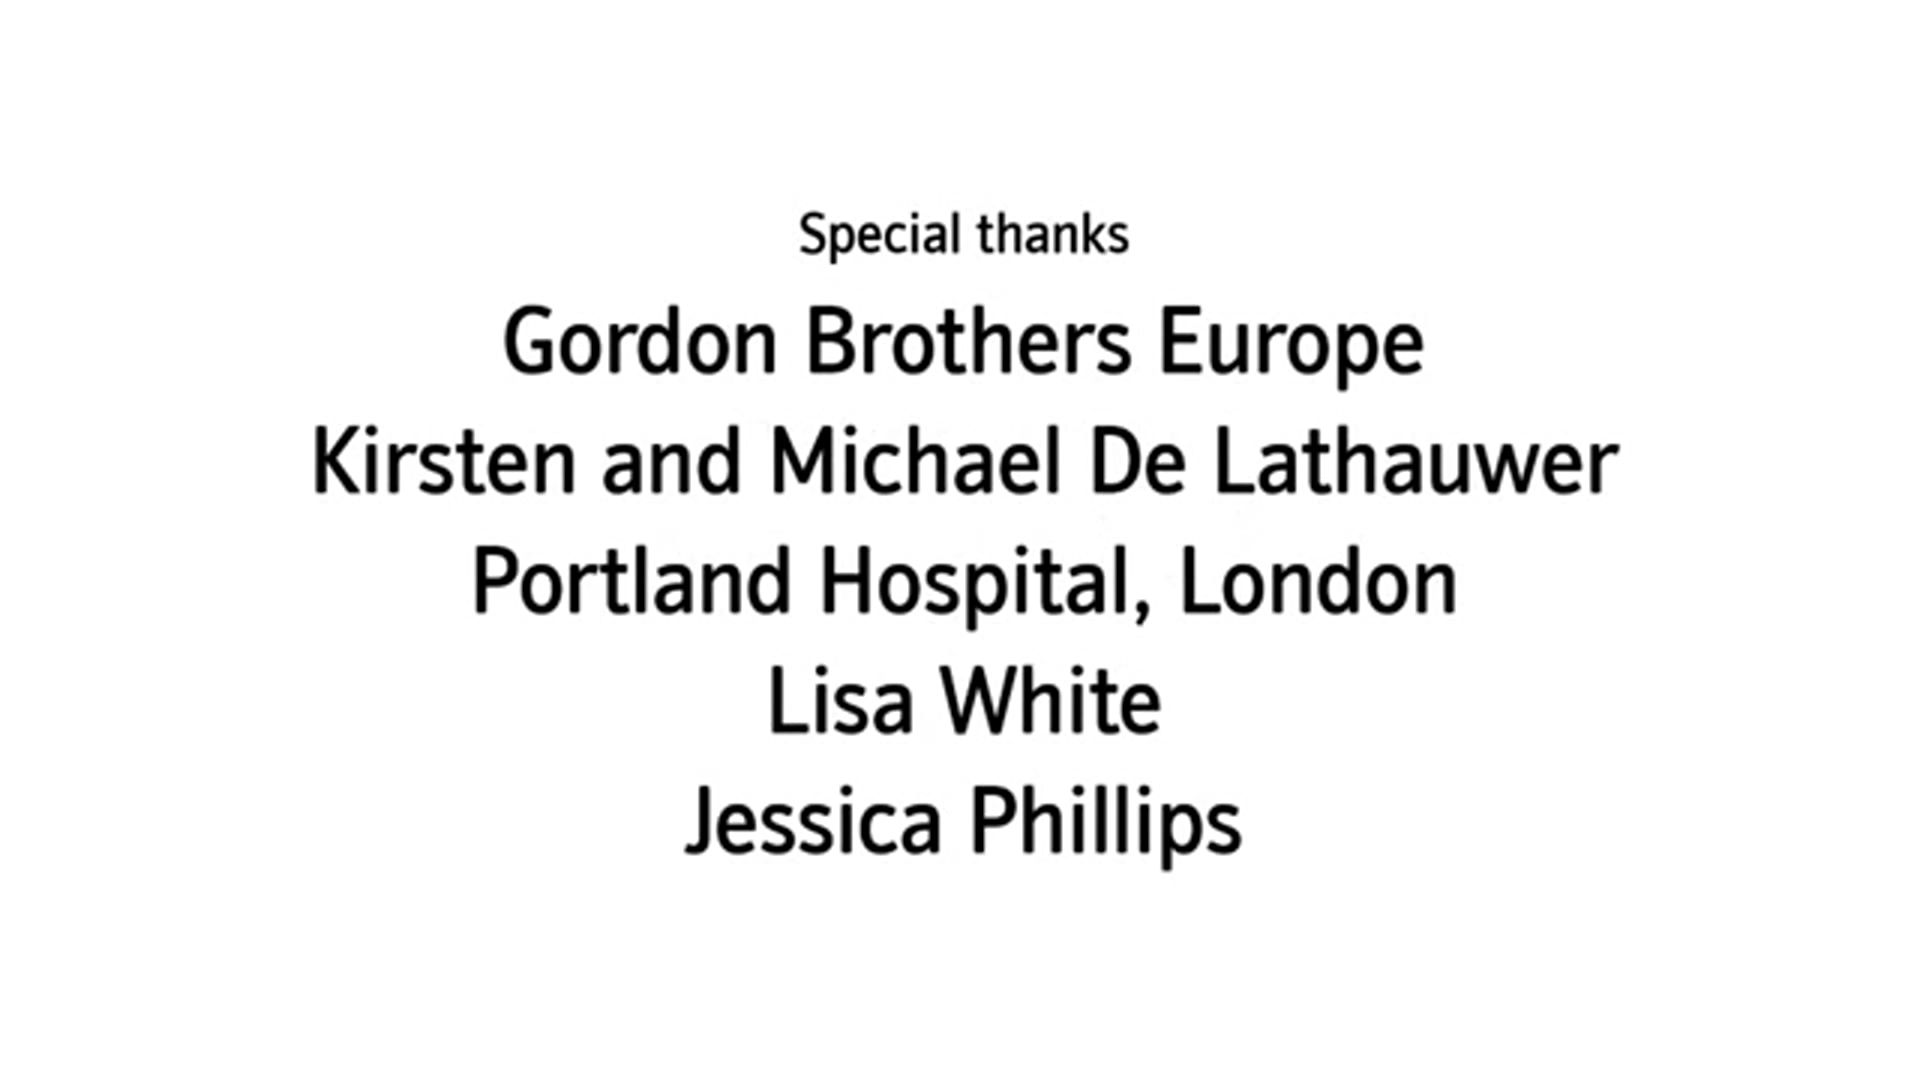 Special thanks
Gordon Brothers Europe
Kirsten and Michael De Lathauwer
Portland Hospital, London
Lisa White
Jessica Phillips